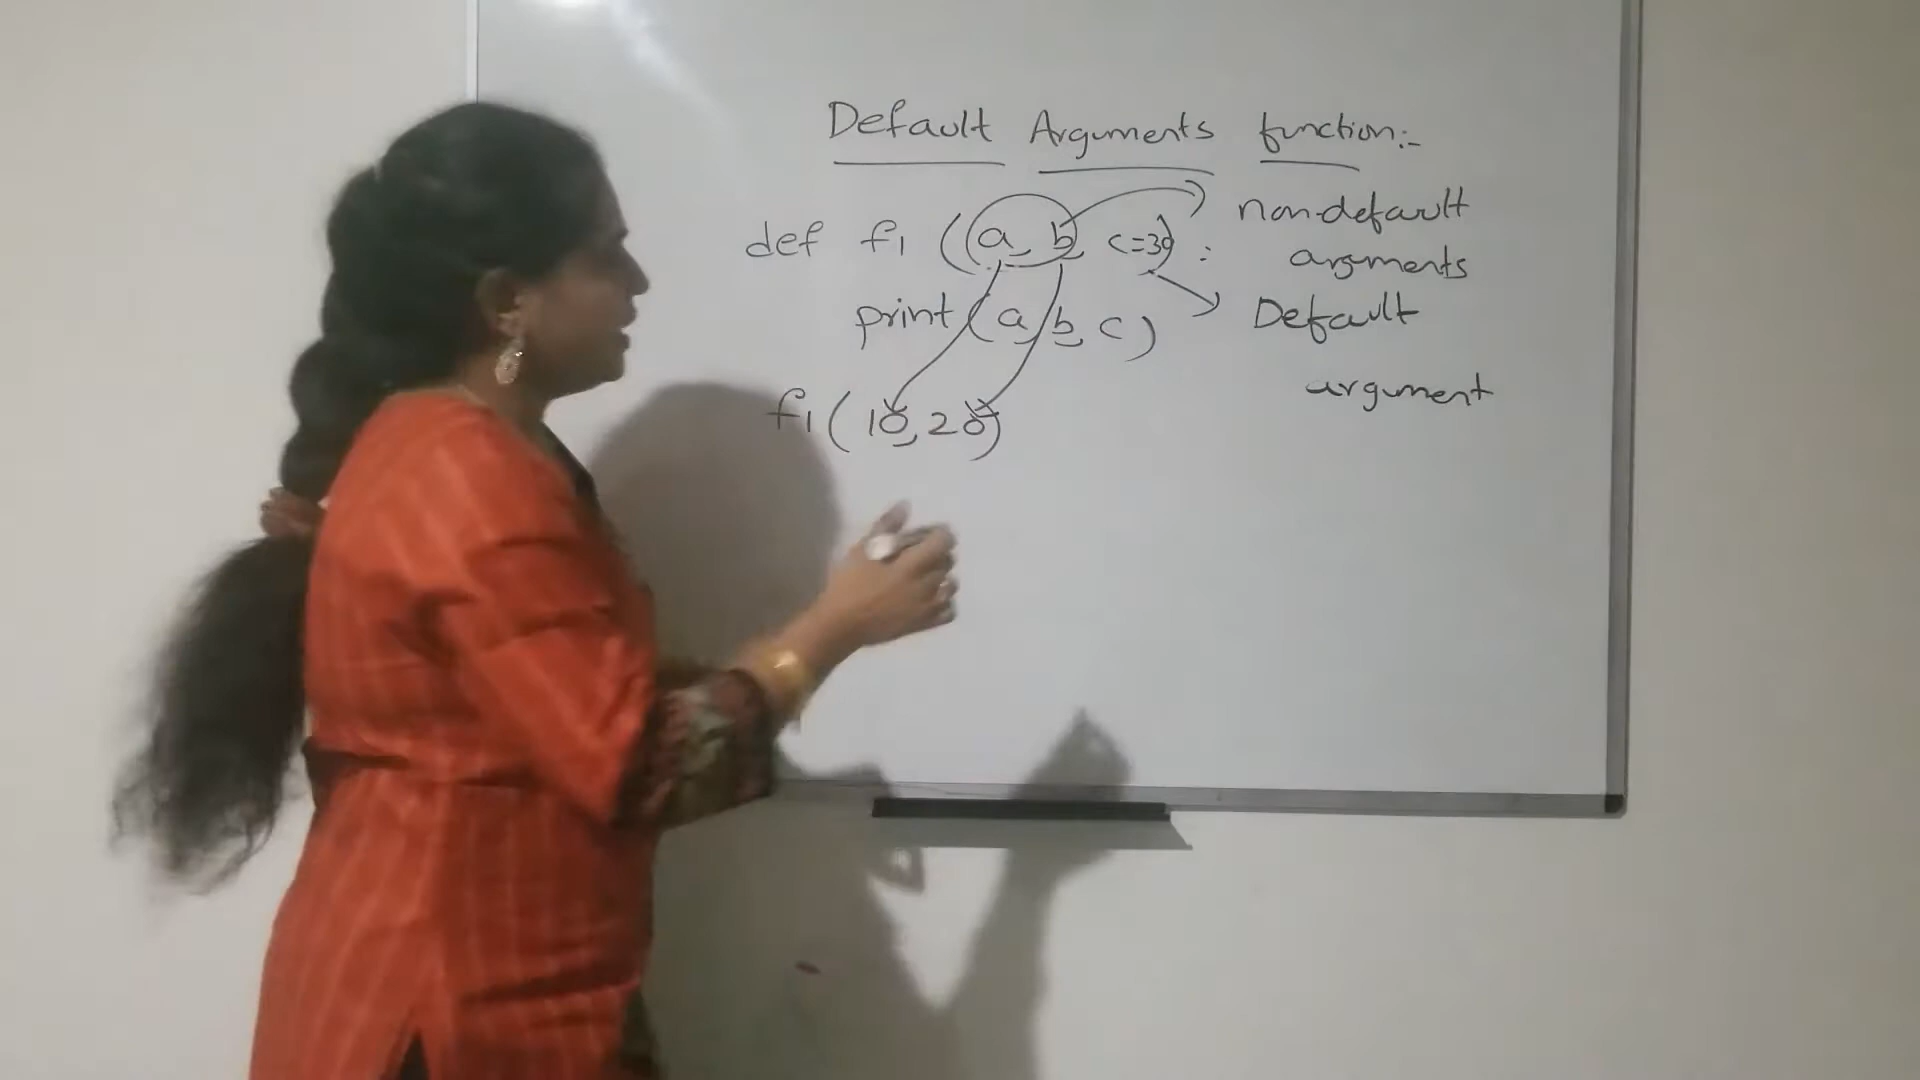 Default Arguments function:-
def f1 (a, b, c=30) :
non-default
arguments
print (a, b, c)
Default
argument
f1 (10, 20)